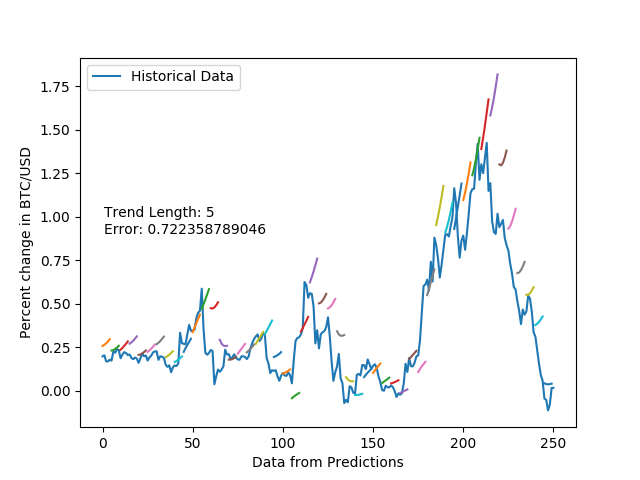 Historical Data
Trend Length: 5
Error: 0.722358789046
Percent change in BTC/USD
1.75
1.50
1.25
1.00
0.75
0.50
0.25
0.00
0 50 100 150 200 250
Data from Predictions